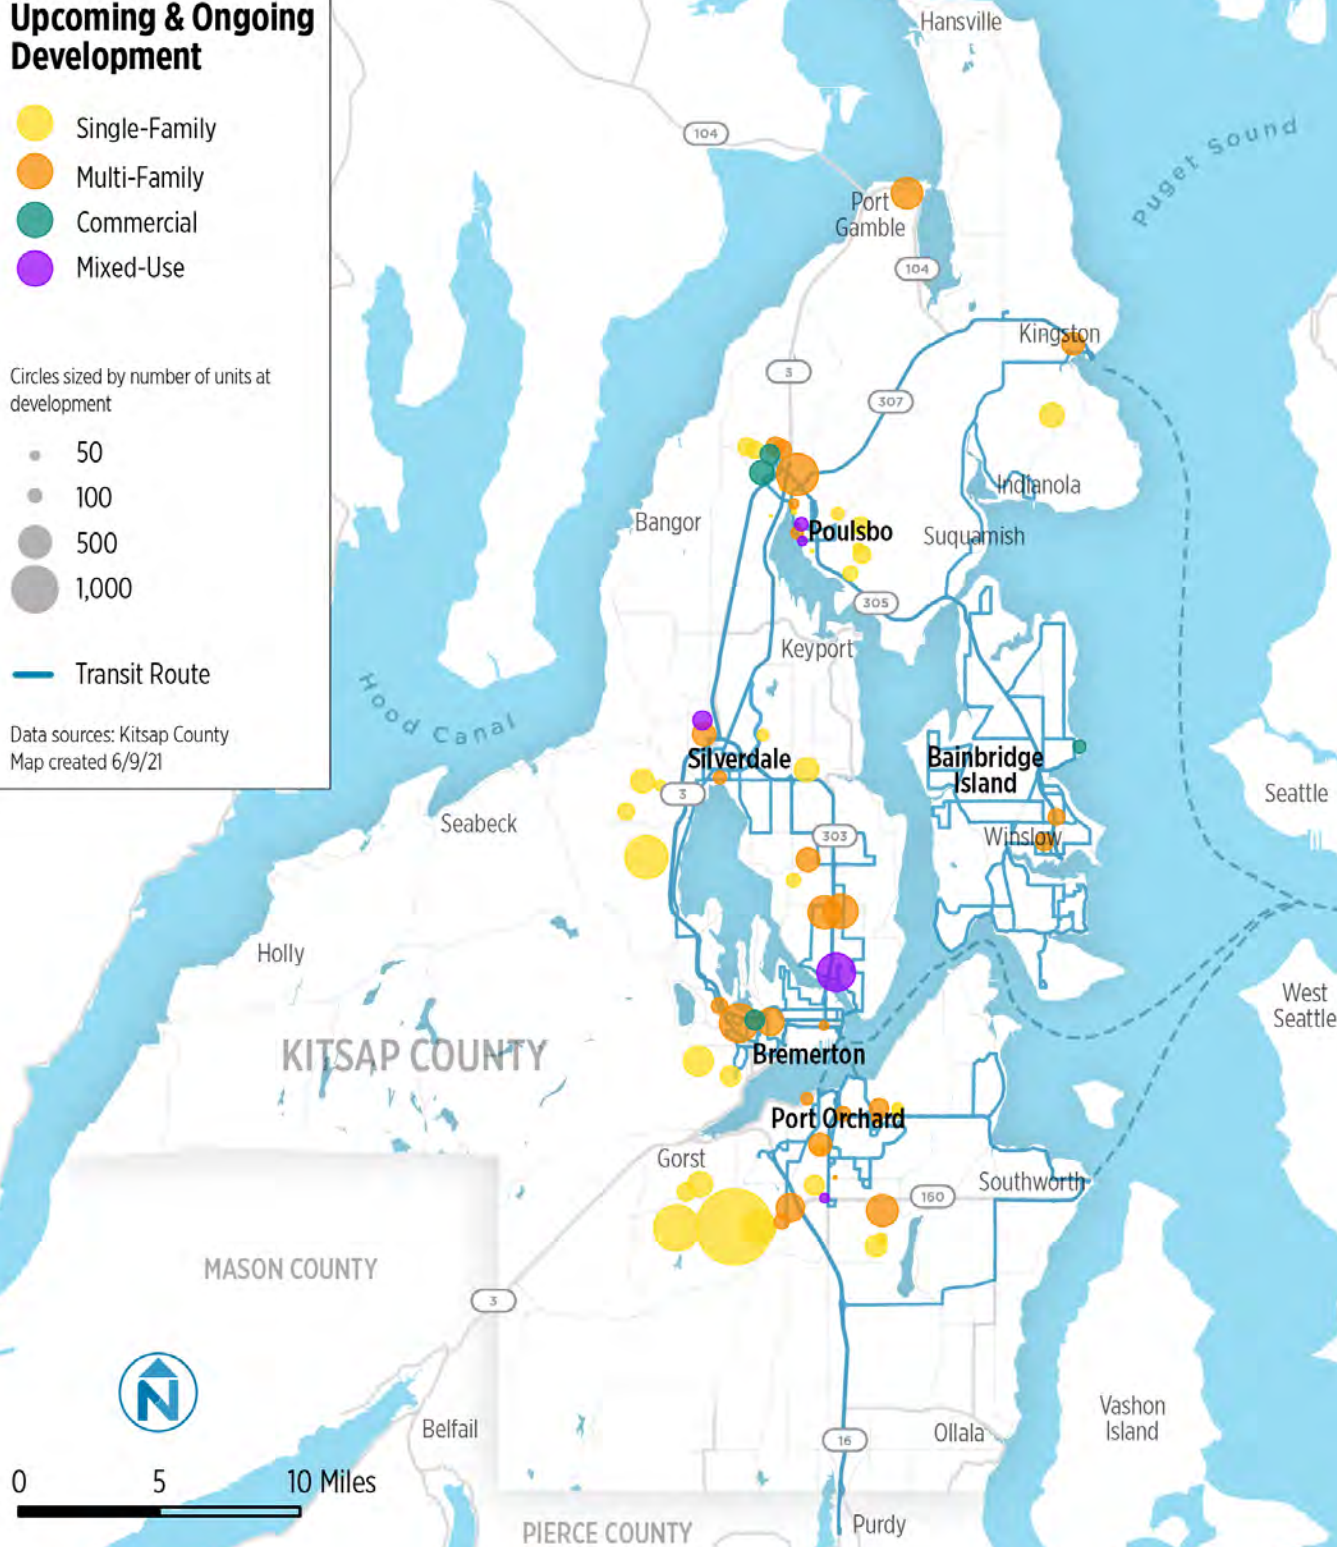 Upcoming & Ongoing
Development
Single-Family
Multi-Family
Commercial
Mixed-Use
Circles sized by number of units at
development
50
100
500
1,000
Transit Route
Data sources: Kitsap County
Map created 6/9/21
Hansville
Puget Sound
104
Port
Gamble
104
Kingston
3
307
Indianola
Bangor
Poulsbo
Suquamish
305
Keyport
Hood Canal
Silverdale
Bainbridge
Island
3
Seattle
Seabeck
303
Winslow
Holly
West
Seattle
KITSAP COUNTY
Bremerton
Port Orchard
Gorst
Southworth
160
MASON COUNTY
3
N
Belfail
Vashon
Island
16
Ollala
0 5 10 Miles
PIERCE COUNTY
Purdy